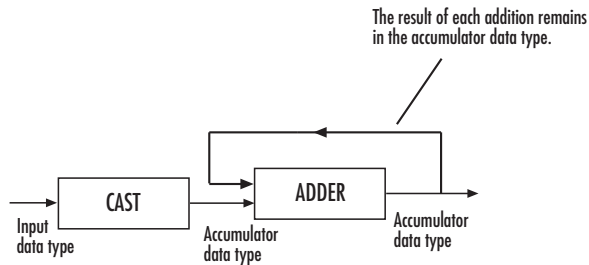 The result of each addition remains
in the accumulator data type.
CAST
ADDER
Input
data type
Accumulator
data type
Accumulator
data type